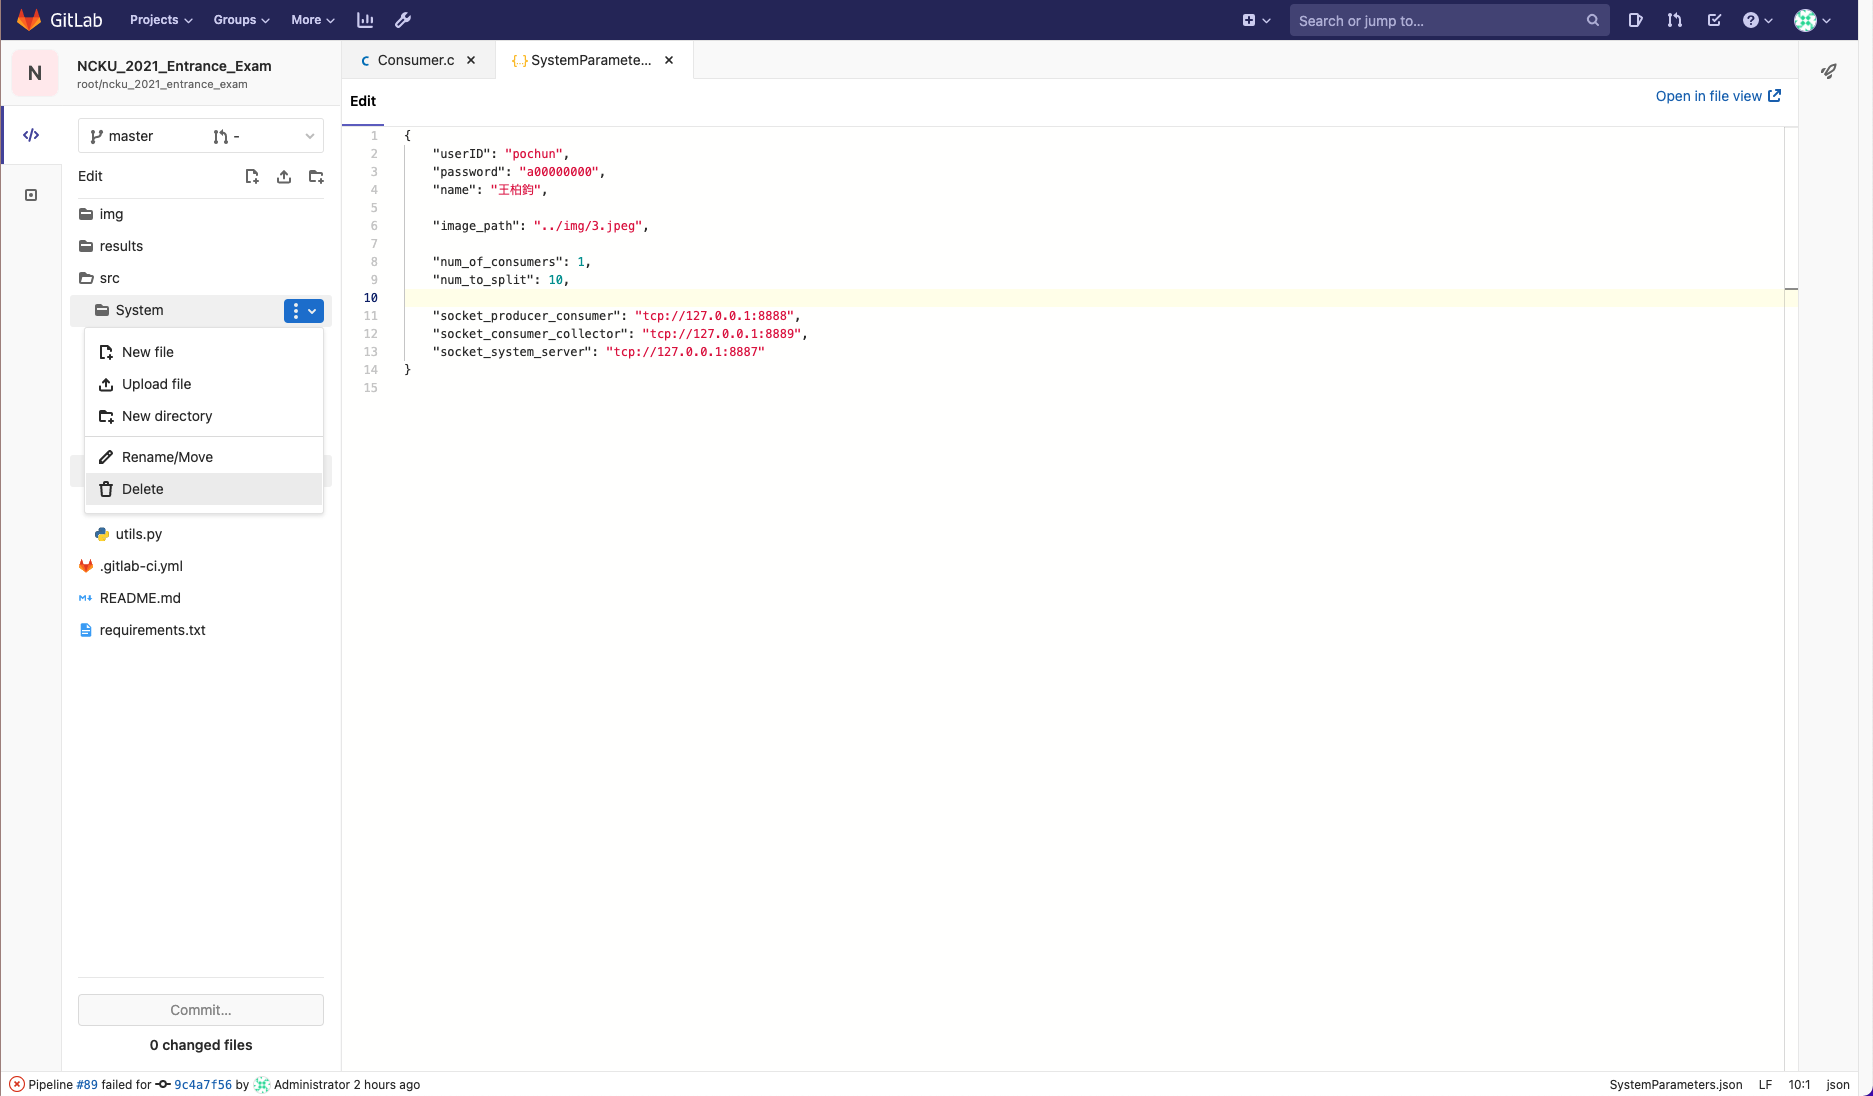 GitLab Projects Groups More Search or jump to...
N
NCKU_2021_Entrance_Exam
root/ncku_2021_entrance_exam
master -
Edit
img
results
src
System
New file
Upload file
New directory
Rename/Move
Delete
utils.py
.gitlab-ci.yml
README.md
requirements.txt
Commit...
0 changed files
Consumer.c SystemParamete...
Edit
Open in file view
1 {
2 "userID": "pochun",
3 "password": "a00000000",
4 "name": "王柏鈞",
5
6 "image_path": "../img/3.jpeg",
7
8 "num_of_consumers": 1,
9 "num_to_split": 10,
10
11 "socket_producer_consumer": "tcp://127.0.0.1:8888",
12 "socket_consumer_collector": "tcp://127.0.0.1:8889",
13 "socket_system_server": "tcp://127.0.0.1:8887"
14 }
15
Pipeline #89 failed for 9c4a7f56 by Administrator 2 hours ago
SystemParameters.json LF 10:1 json